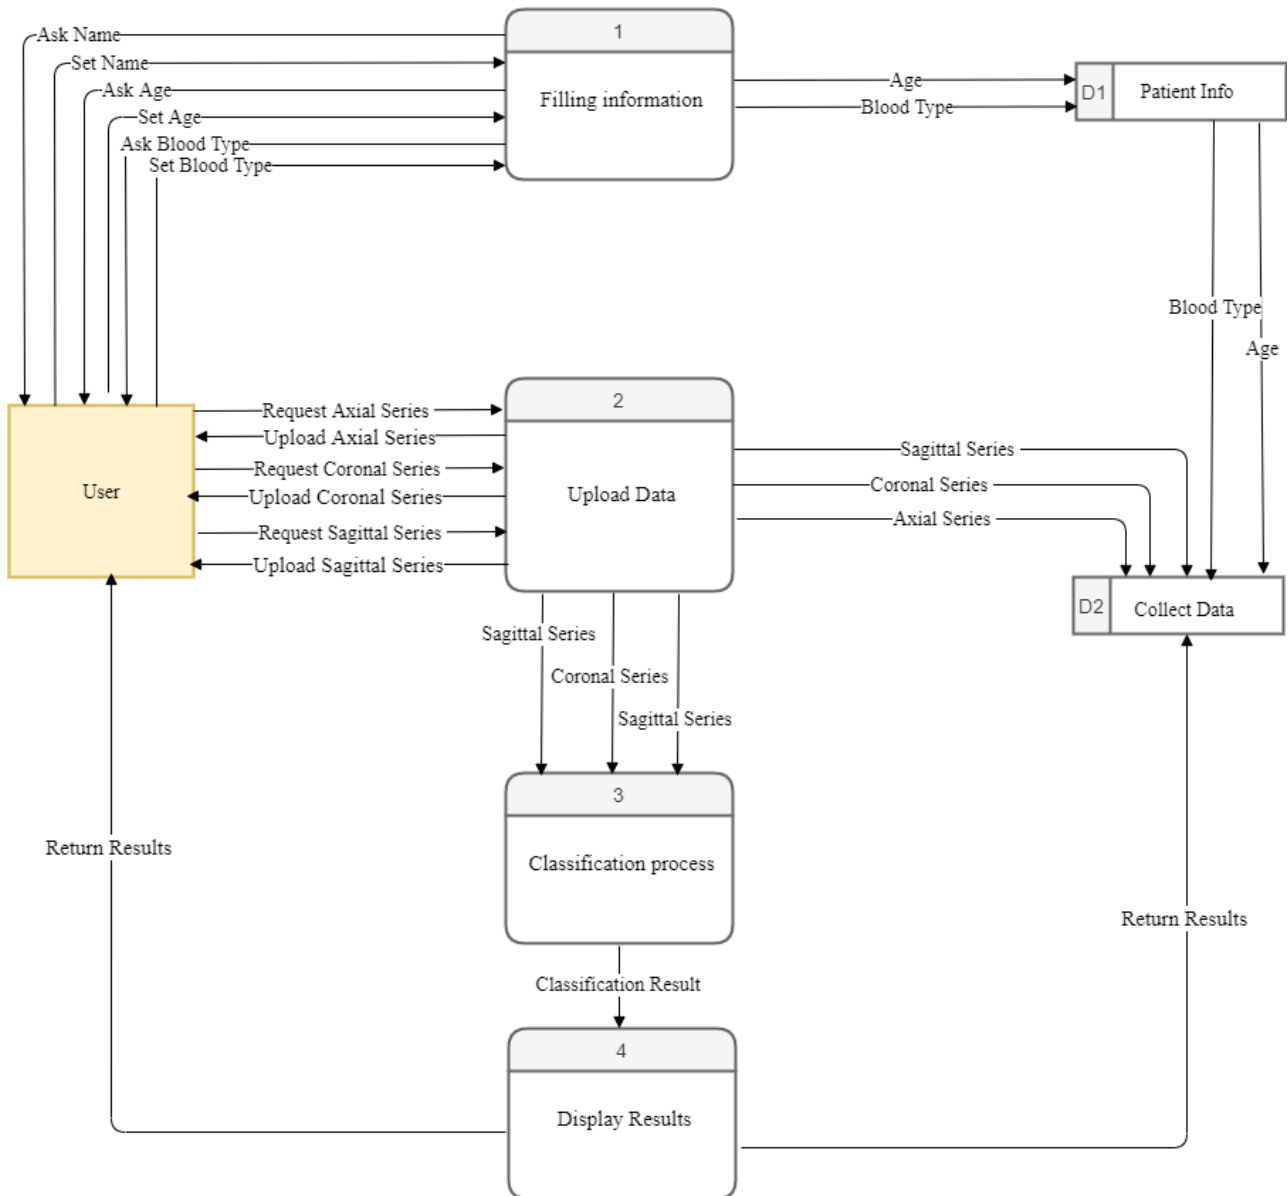 1
Ask Name
Set Name
Ask Age
Set Age
Ask Blood Type
Set Blood Type
Filling information
Age
Blood Type
D1
Patient Info
Blood Type
Age
2
Request Axial Series
Upload Axial Series
Request Coronal Series
Upload Coronal Series
Request Sagittal Series
Upload Sagittal Series
User
Upload Data
Sagittal Series
Coronal Series
Axial Series
D2
Collect Data
Sagittal Series
Coronal Series
Sagittal Series
3
Classification process
Return Results
Return Results
Classification Result
4
Display Results